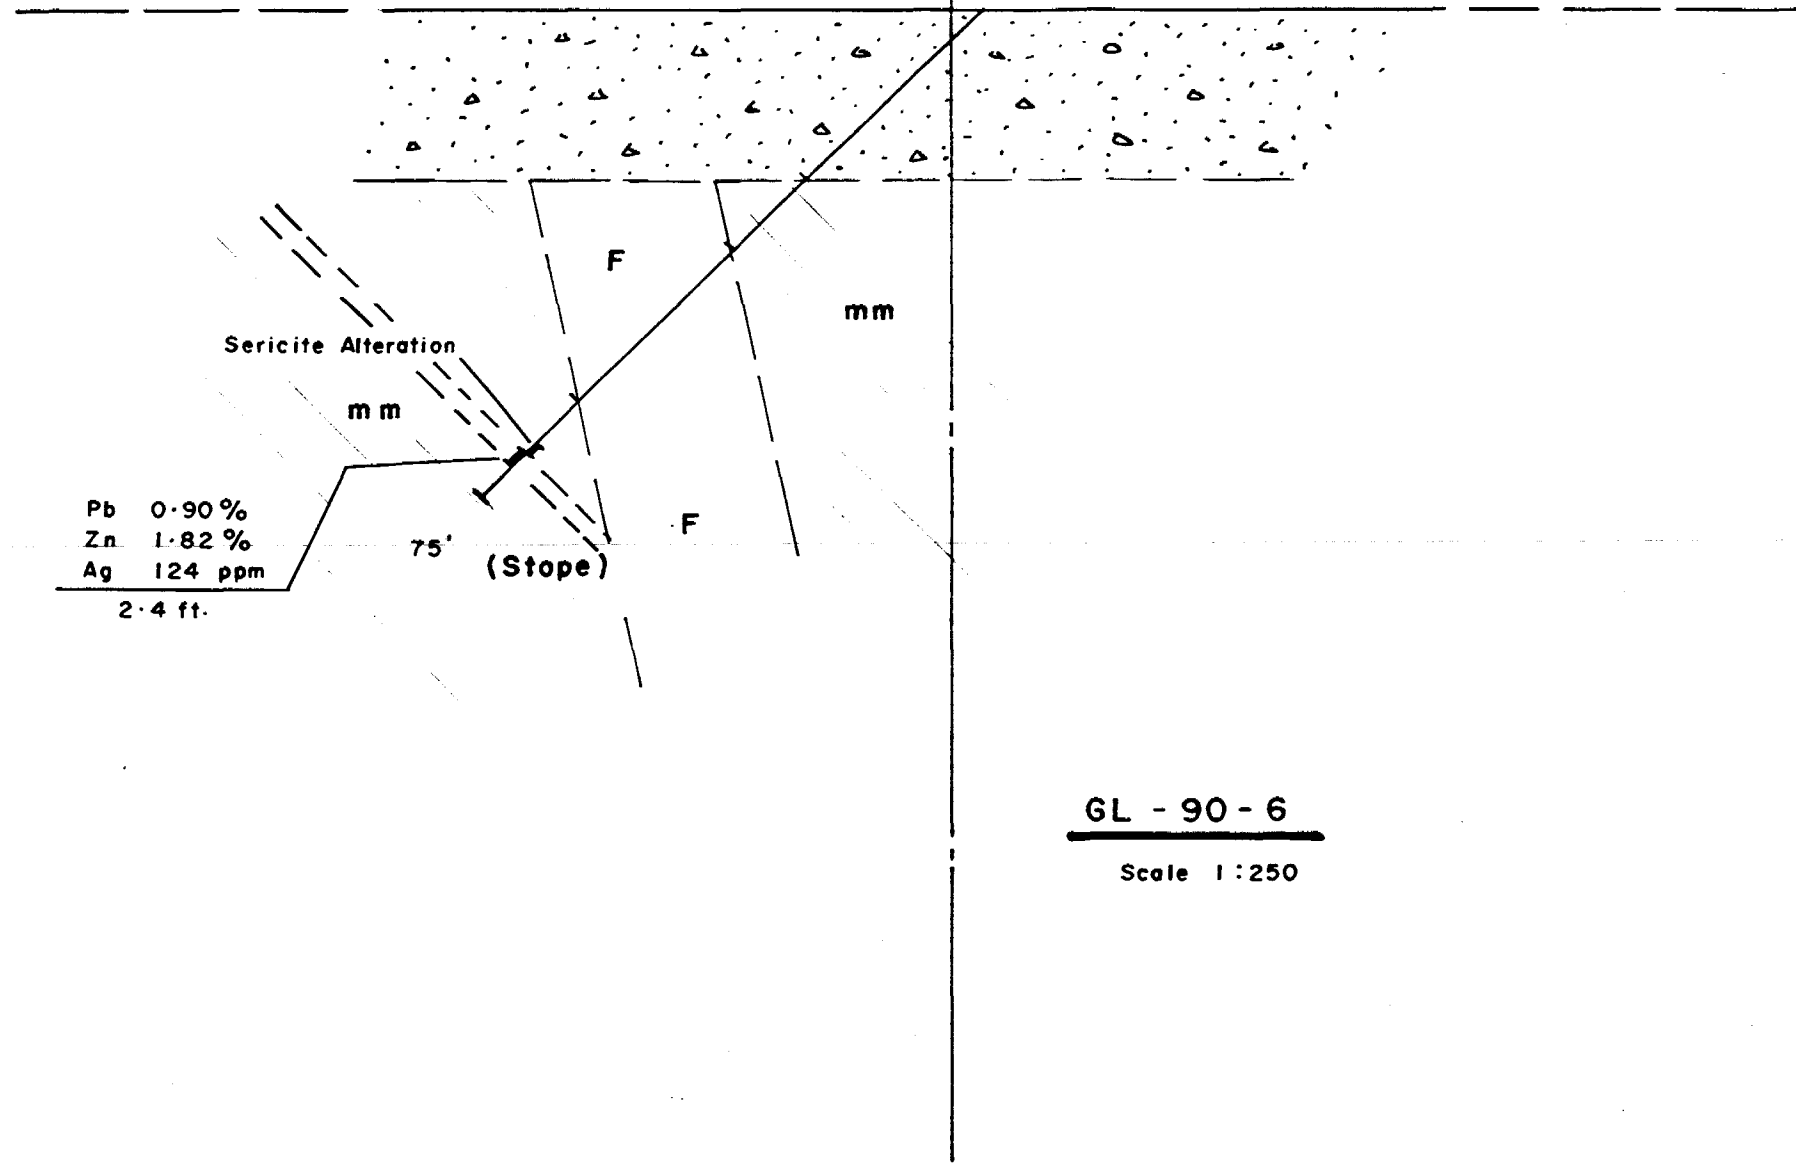 F
mm
Sericite Alteration
mm
Pb 0.90 %
Zn 1.82 %
Ag 124 ppm
2.4 ft.
75'
(Stope)
F
GL - 90 - 6
Scale 1:250